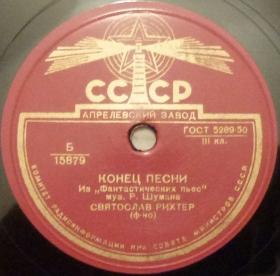 СССР
АПРЕЛЕВСКИЙ ЗАВОД
Б
15879
ГОСТ 5289-50
III кл.
КОНЕЦ ПЕСНИ
Из „Фантастических пьес“
муз. Р. Шумана
СВЯТОСЛАВ РИХТЕР
(ф-но)
КОМИТЕТ РАДИОИНФОРМАЦИИ ПРИ СОВЕТЕ МИНИСТРОВ СССР